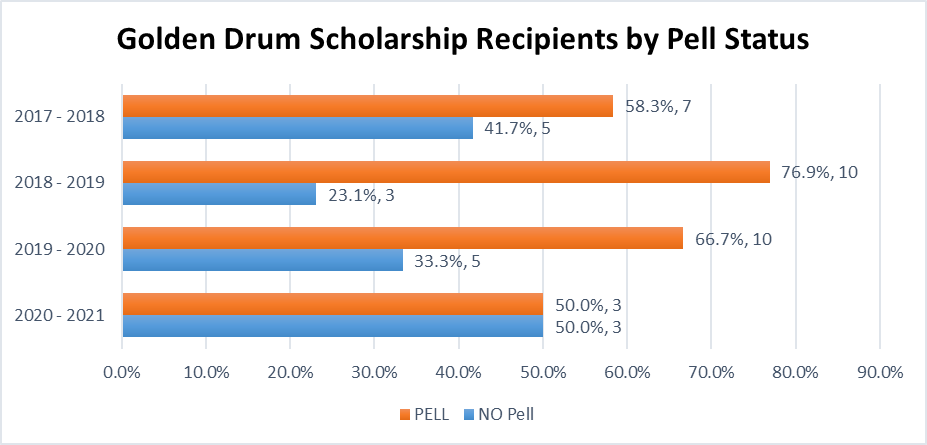 Golden Drum Scholarship Recipients by Pell Status
2017 - 2018
58.3%, 7
41.7%, 5
2018 - 2019
76.9%, 10
23.1%, 3
2019 - 2020
66.7%, 10
33.3%, 5
2020 - 2021
50.0%, 3
50.0%, 3
0.0% 10.0% 20.0% 30.0% 40.0% 50.0% 60.0% 70.0% 80.0% 90.0%
PELL NO Pell